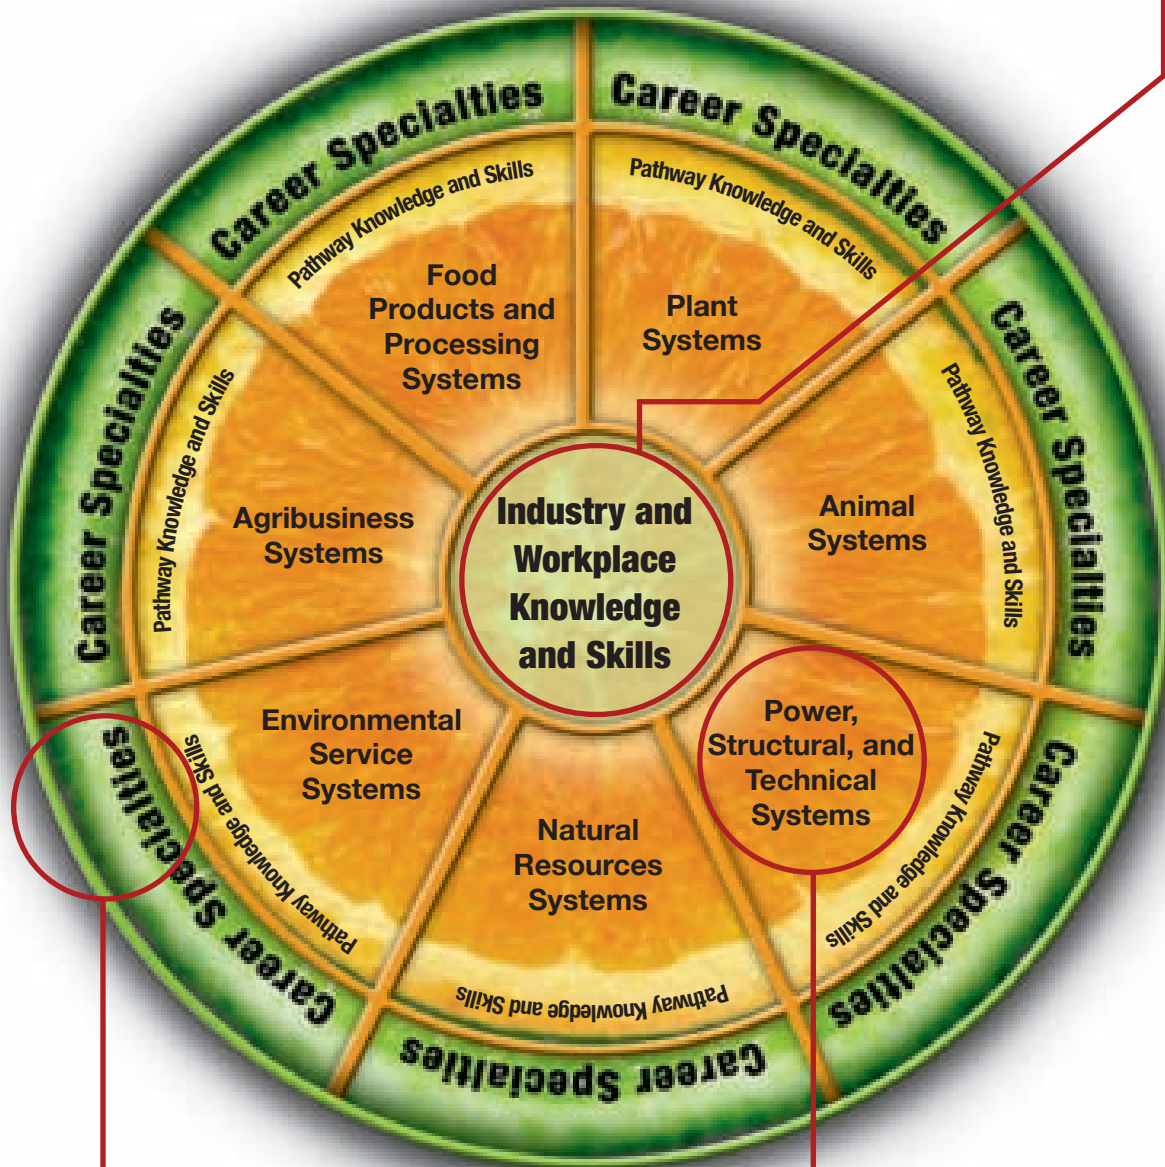 Career Specialties
Career Specialties
Pathway Knowledge and Skills
Pathway Knowledge and Skills
Food
Products and
Processing
Systems
Plant
Systems
Career Specialties
Career Specialties
Pathway Knowledge and Skills
Pathway Knowledge and Skills
Agribusiness
Systems
Industry and
Workplace
Knowledge
and Skills
Animal
Systems
Environmental
Service
Systems
Power,
Structural, and
Technical
Systems
Natural
Resources
Systems
Pathway Knowledge and Skills
Pathway Knowledge and Skills
Pathway Knowledge and Skills
Career Specialties
Career Specialties
Career Specialties